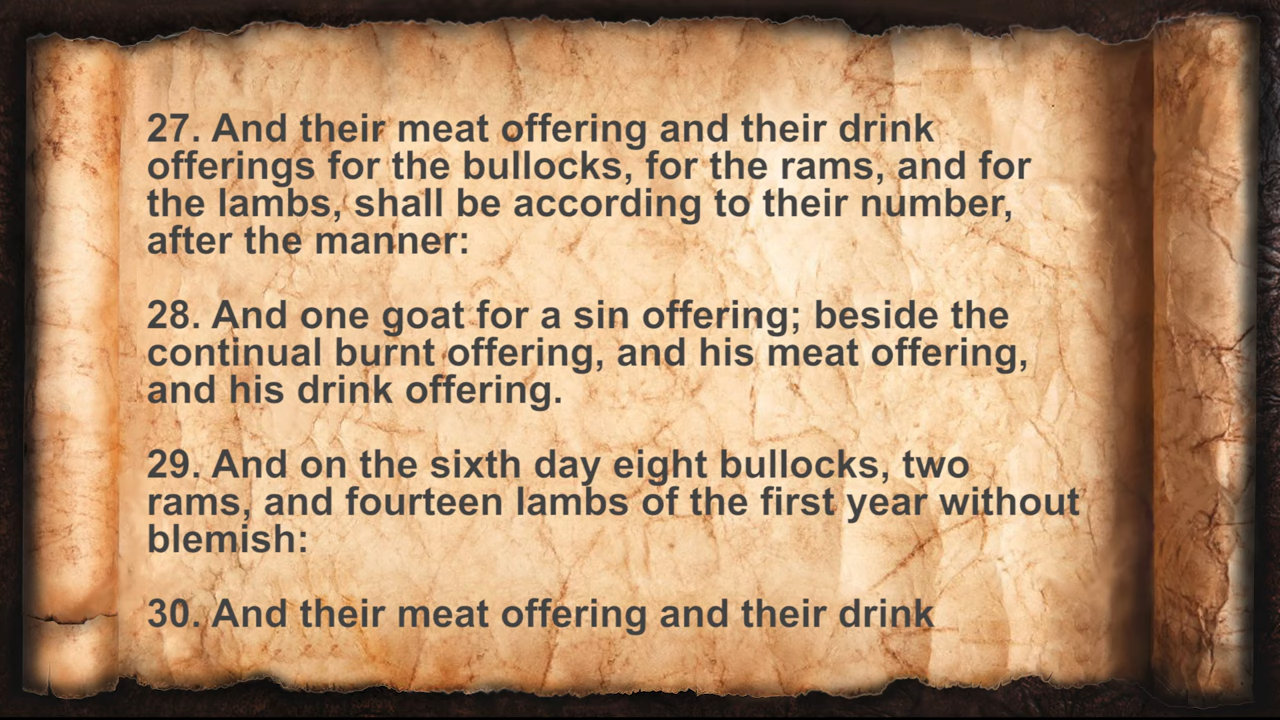 27. And their meat offering and their drink
offerings for the bullocks, for the rams, and for
the lambs, shall be according to their number,
after the manner:
28. And one goat for a sin offering; beside the
continual burnt offering, and his meat offering,
and his drink offering.
29. And on the sixth day eight bullocks, two
rams, and fourteen lambs of the first year without
blemish:
30. And their meat offering and their drink